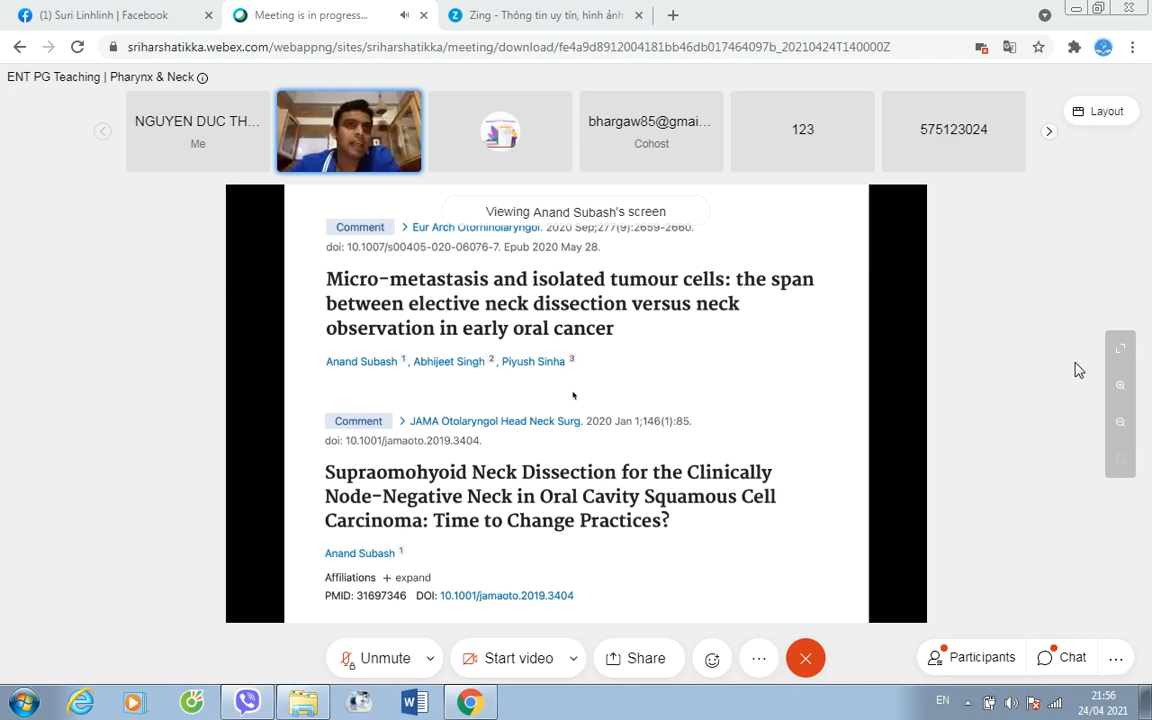 (1) Suri Linhlinh | Facebook
Meeting is in progress...
Zing - Thông tin uy tín, hình ảnh
sriharshatikka.webex.com/webappng/sites/sriharshatikka/meeting/download/fe4a9d8912004181bb46db017464097b_20210424T140000Z
ENT PG Teaching | Pharynx & Neck
NGUYEN DUC TH...
Me
bhargaw85@gmai...
Cohost
123
575123024
Layout
Viewing Anand Subash's screen
Comment > Eur Arch Otorhinolaryngol. 2020 Sep;277(9):2659-2660.
doi: 10.1007/s00405-020-06076-7. Epub 2020 May 28.
Micro-metastasis and isolated tumour cells: the span
between elective neck dissection versus neck
observation in early oral cancer
Anand Subash 1, Abhijeet Singh 2, Piyush Sinha 3
Comment > JAMA Otolaryngol Head Neck Surg. 2020 Jan 1;146(1):85.
doi: 10.1001/jamaoto.2019.3404.
Supraomohyoid Neck Dissection for the Clinically
Node-Negative Neck in Oral Cavity Squamous Cell
Carcinoma: Time to Change Practices?
Anand Subash 1
Affiliations + expand
PMID: 31697346 DOI: 10.1001/jamaoto.2019.3404
Unmute
Start video
Share
Participants
Chat
EN
21:56
24/04/2021